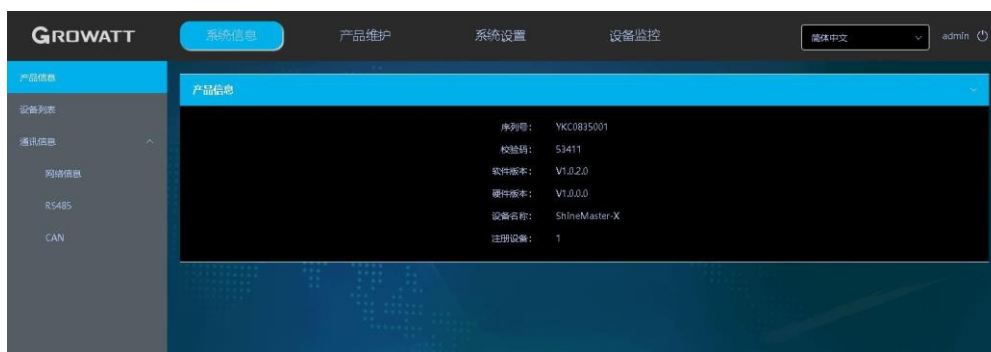 GROWATT 系统信息 产品维护 系统设置 设备监控 简体中文 admin
产品信息
设备列表
通讯信息
网络信息
RS485
CAN
产品信息
序列号： YKC0835001
校验码： 53411
软件版本： V1.0.2.0
硬件版本： V1.0.0.0
设备名称： ShineMaster-X
注册设备： 1